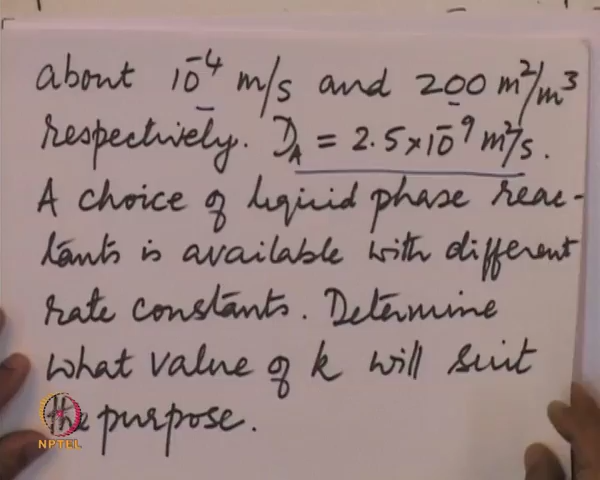 about 10⁻⁴ m/s and 200 m²/m³
respectively. D_A = 2.5×10⁻⁹ m²/s.
A choice of liquid phase reac-
tants is available with different
rate constants. Determine
what value of k will suit
the purpose.
NPTEL